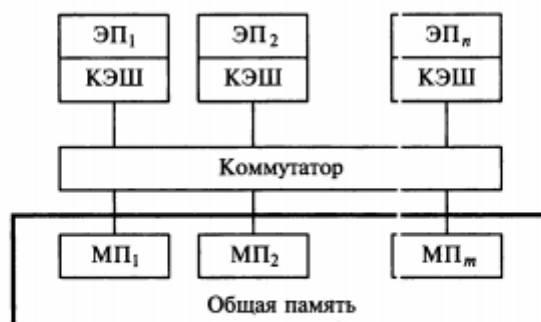 ЭП₁ ЭП₂ ЭПₙ
КЭШ КЭШ КЭШ
Коммутатор
МП₁ МП₂ МПₘ
Общая память